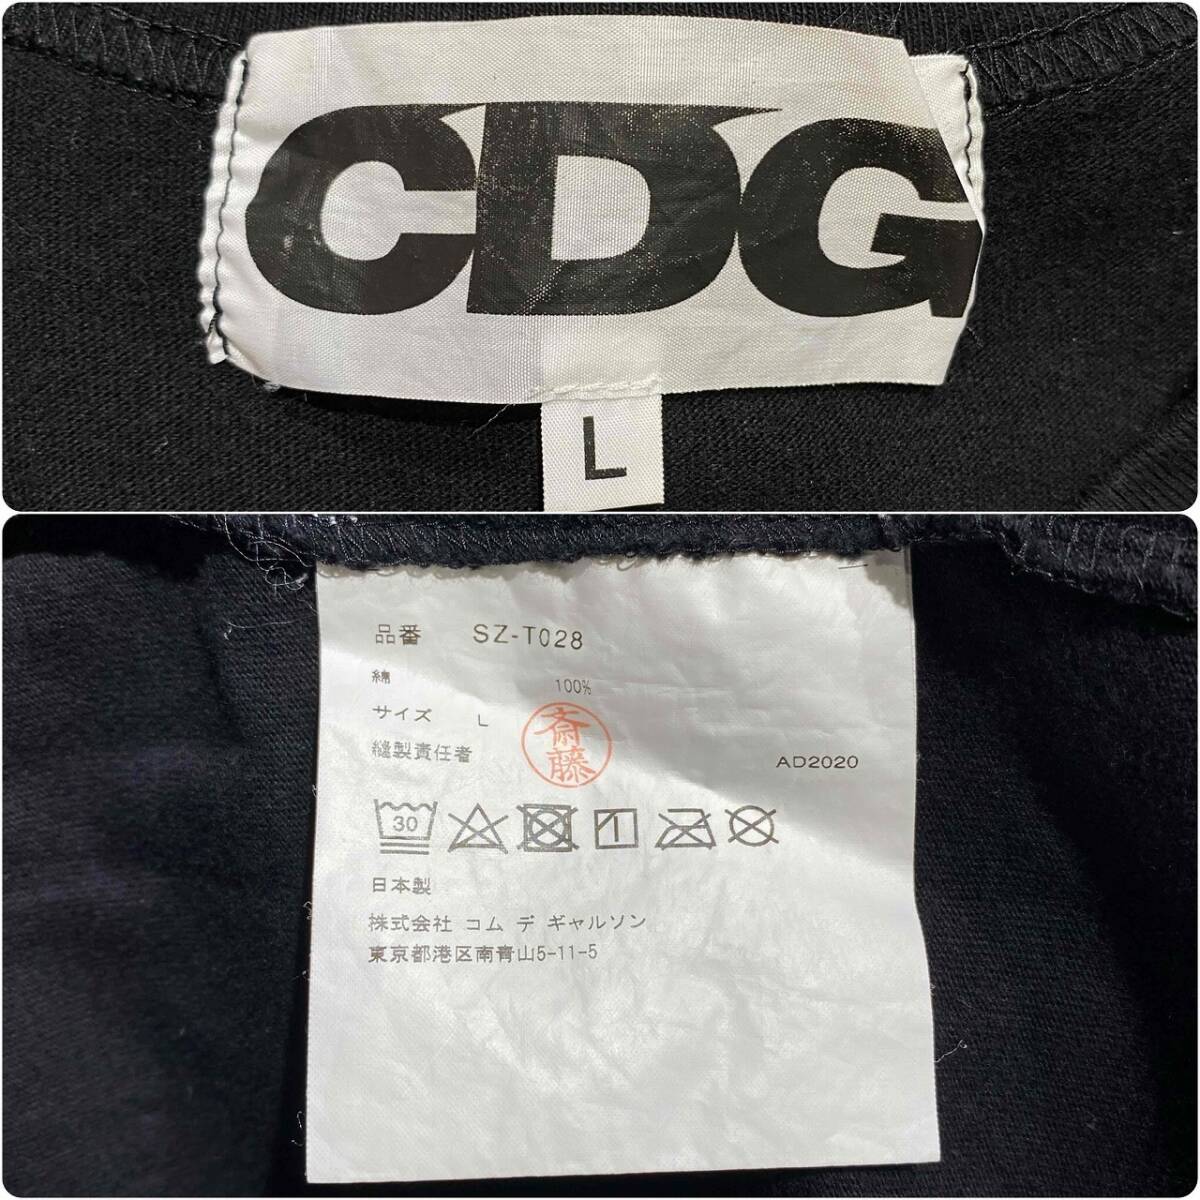 CDG
L
品番 SZ-T028
綿 100%
サイズ L
縫製責任者 斎藤
AD2020
30
日本製
株式会社 コム デ ギャルソン
東京都港区南青山5-11-5